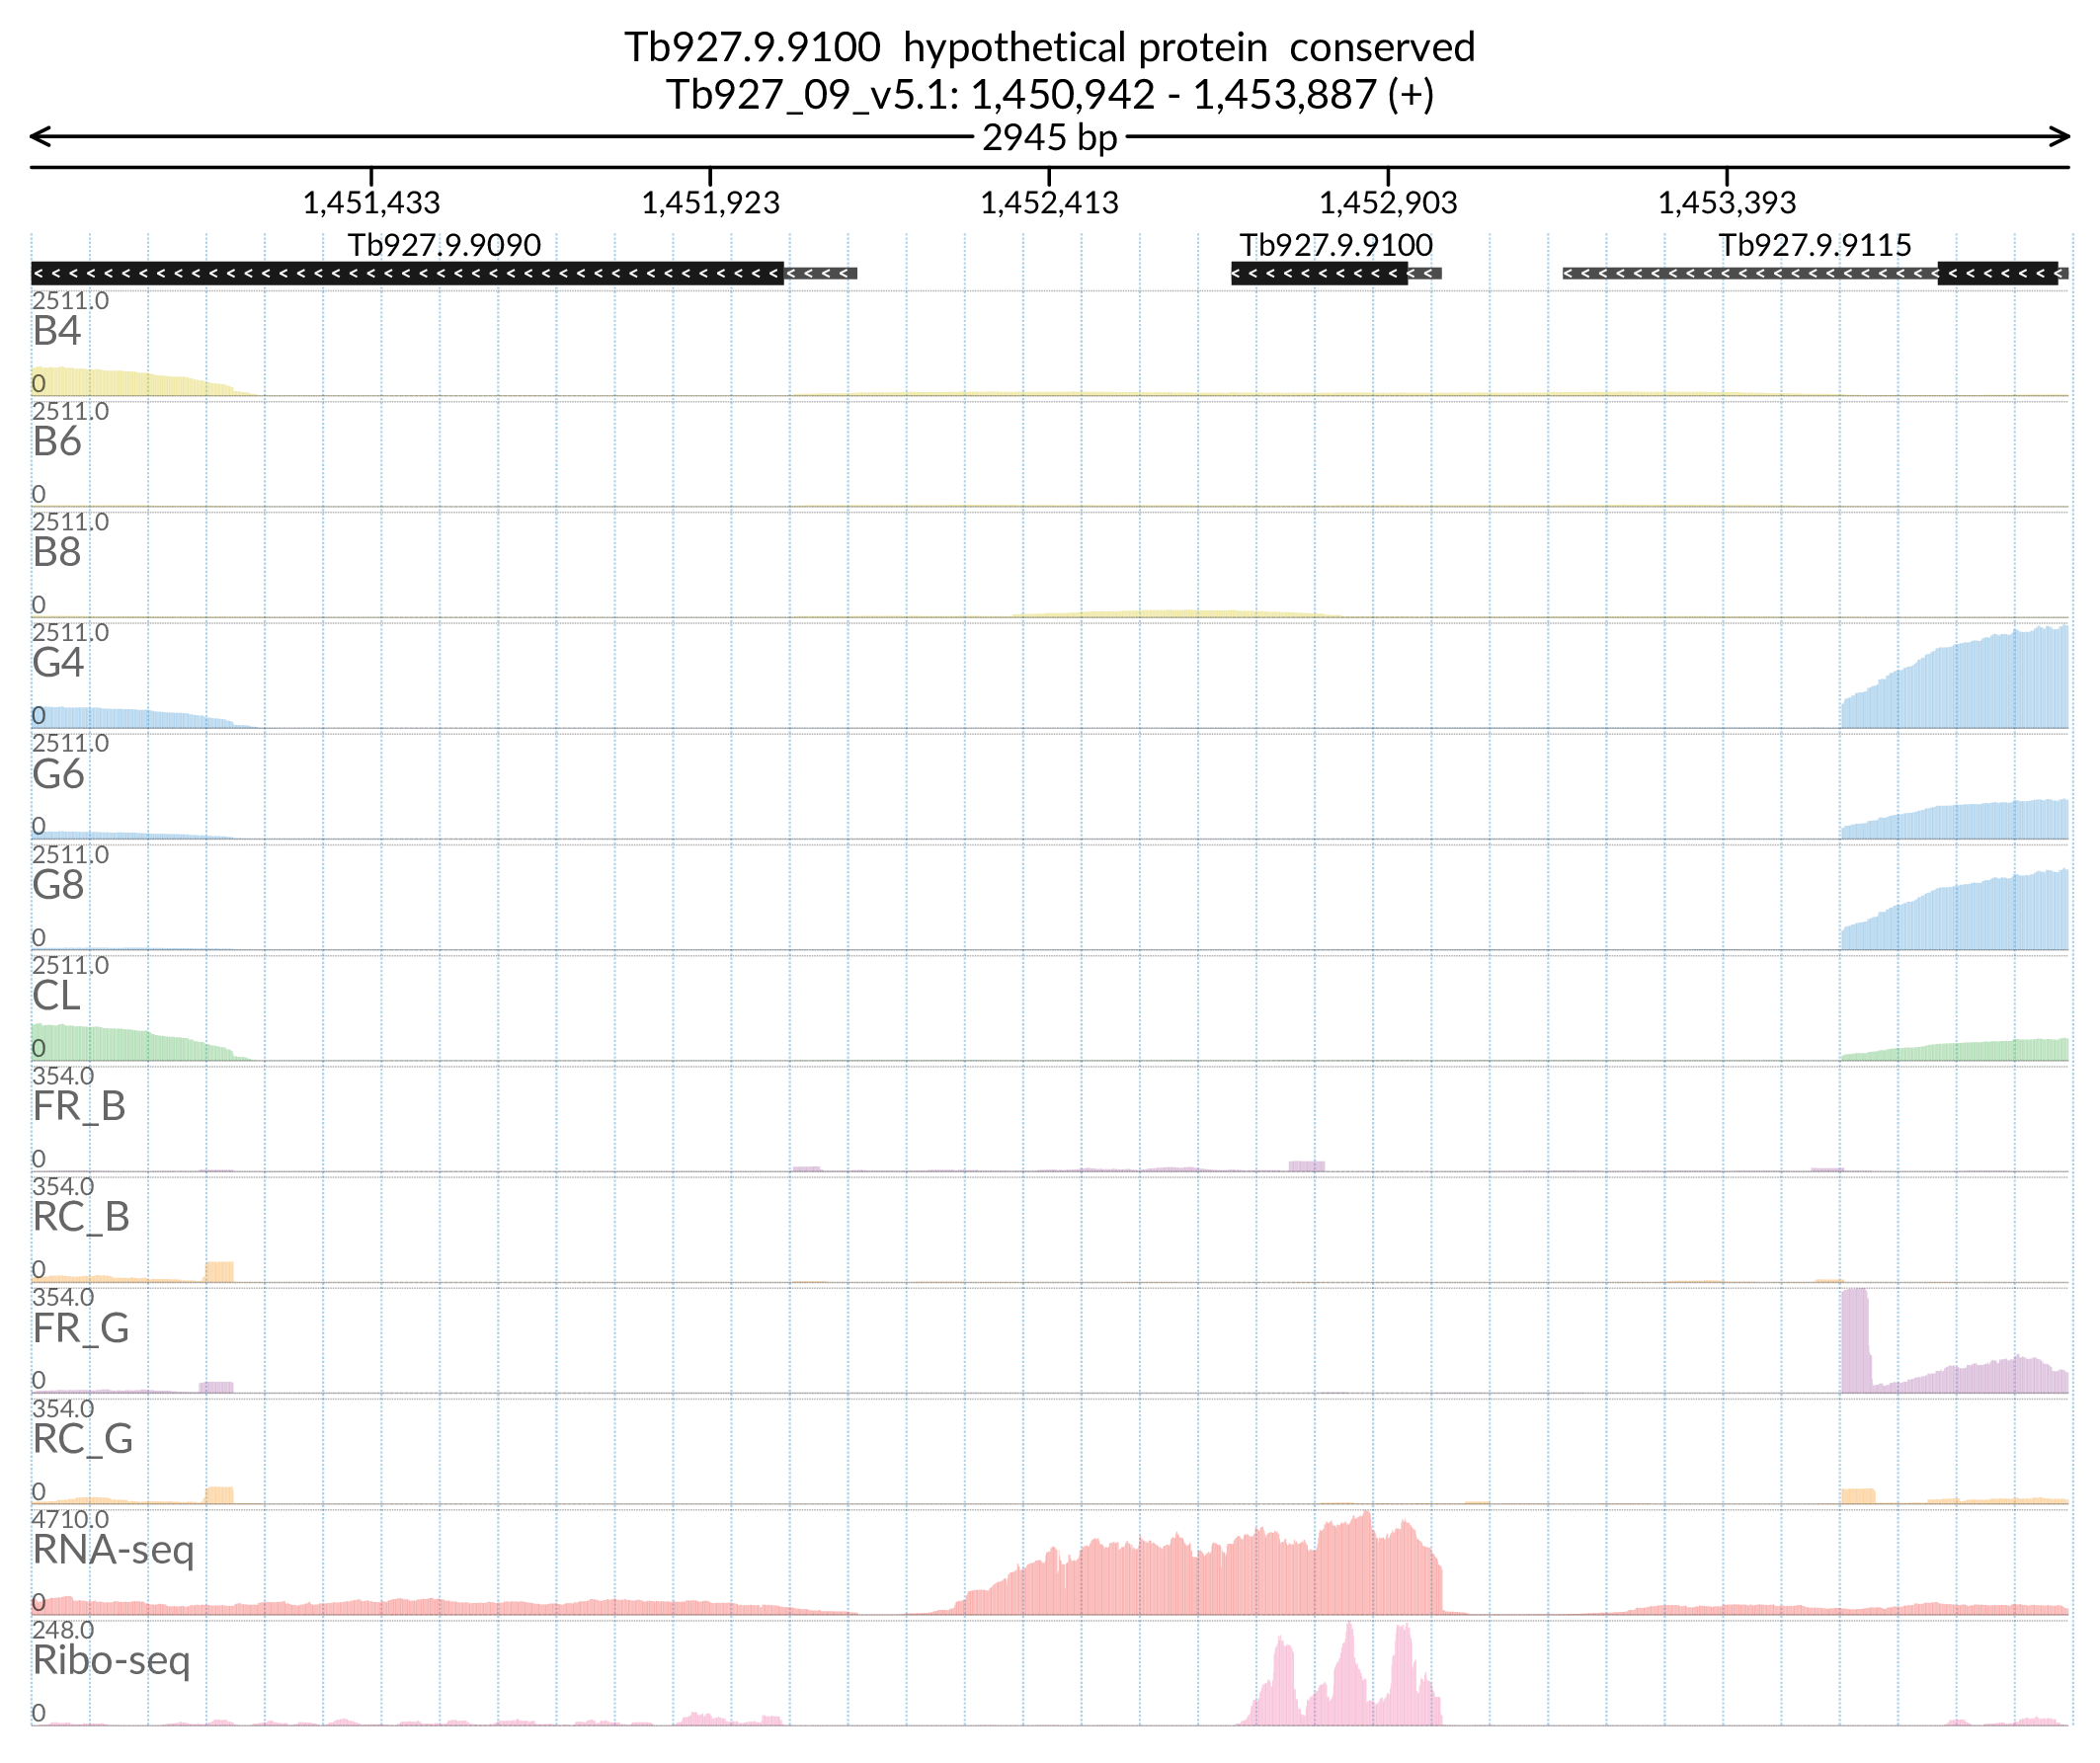 Tb927.9.9100 hypothetical protein conserved
Tb927_09_v5.1: 1,450,942 - 1,453,887 (+)
2945 bp
1,451,433 1,451,923 1,452,413 1,452,903 1,453,393
Tb927.9.9090 Tb927.9.9100 Tb927.9.9115
2511.0
B4
0
2511.0
B6
0
2511.0
B8
0
2511.0
G4
0
2511.0
G6
0
2511.0
G8
0
2511.0
CL
0
354.0
FR_B
0
354.0
RC_B
0
354.0
FR_G
0
354.0
RC_G
0
4710.0
RNA-seq
0
248.0
Ribo-seq
0